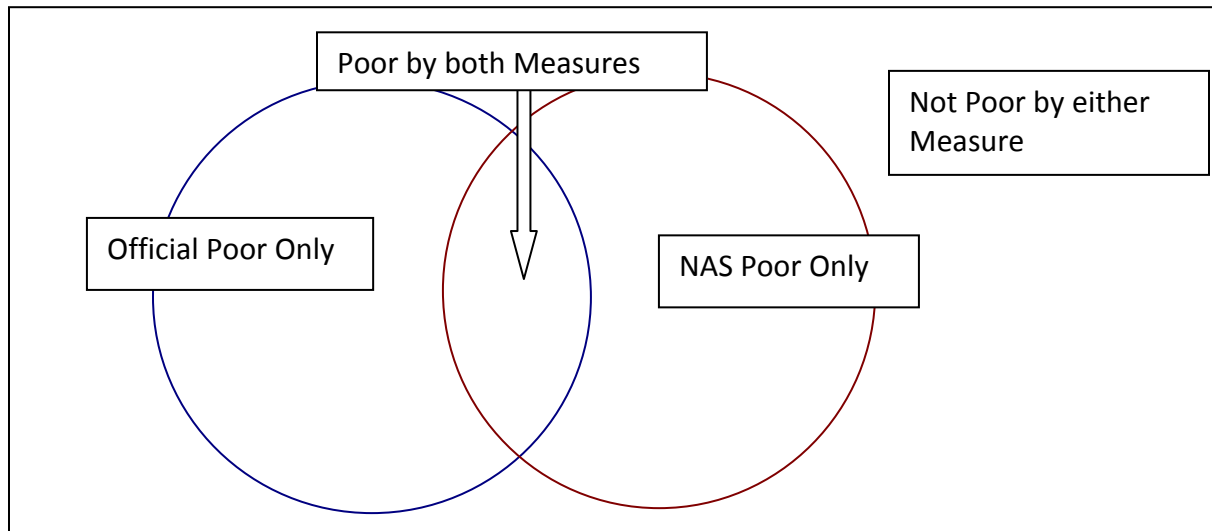 Poor by both Measures
Not Poor by either
Measure
Official Poor Only
NAS Poor Only